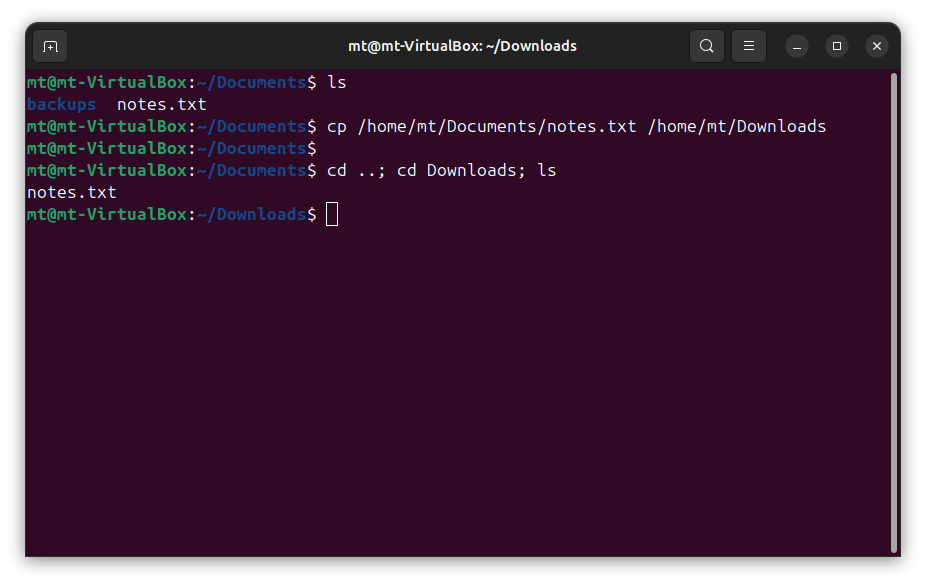 mt@mt-VirtualBox: ~/Downloads
mt@mt-VirtualBox:~/Documents$ ls
backups  notes.txt
mt@mt-VirtualBox:~/Documents$ cp /home/mt/Documents/notes.txt /home/mt/Downloads
mt@mt-VirtualBox:~/Documents$
mt@mt-VirtualBox:~/Documents$ cd ..; cd Downloads; ls
notes.txt
mt@mt-VirtualBox:~/Downloads$